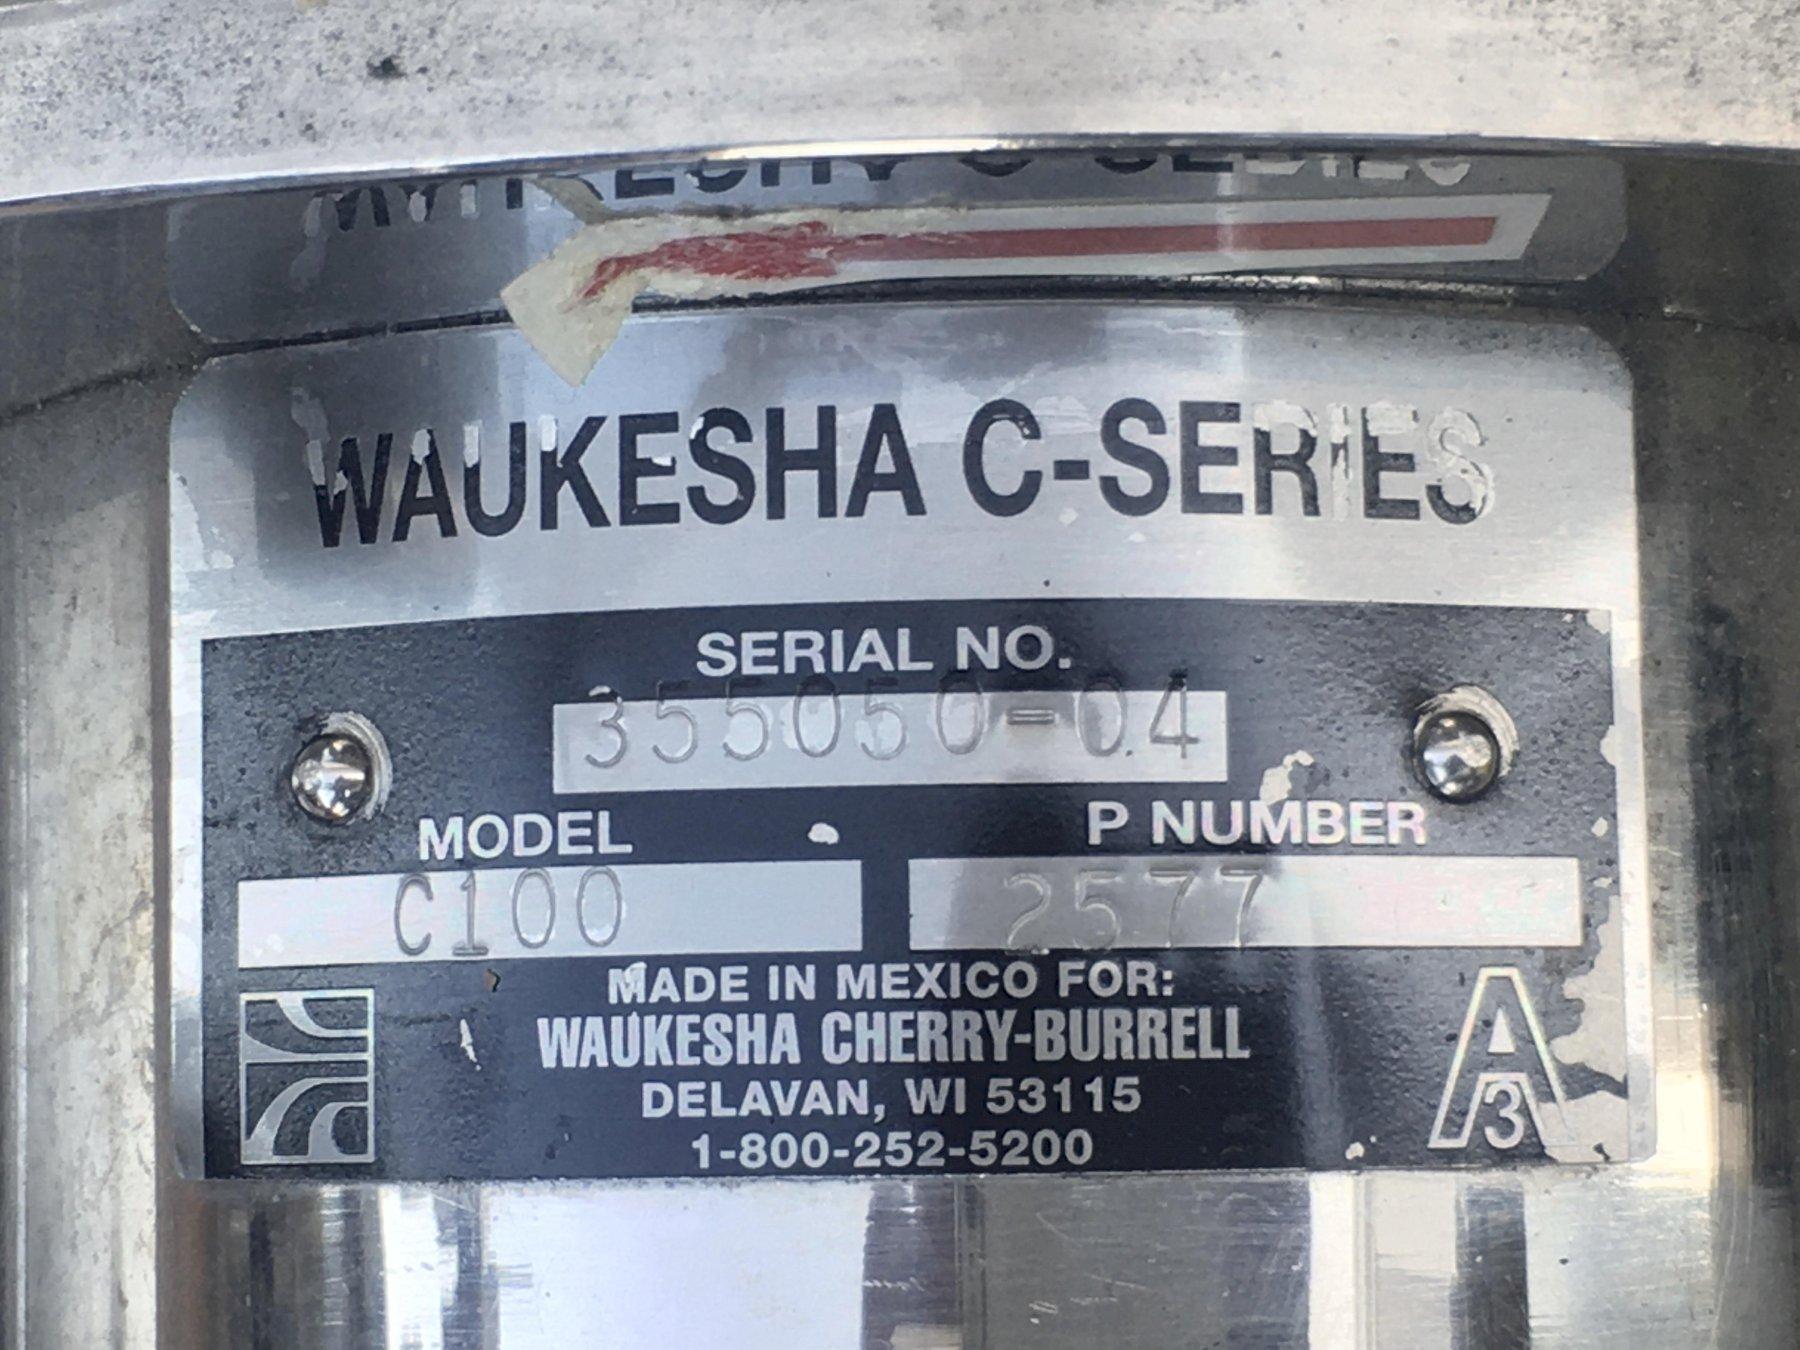 WAUKESHA C-SERIES
SERIAL NO.
355050-04
MODEL
P NUMBER
C100
2577
MADE IN MEXICO FOR:
WAUKESHA CHERRY-BURRELL
DELAVAN, WI 53115
1-800-252-5200
A
3